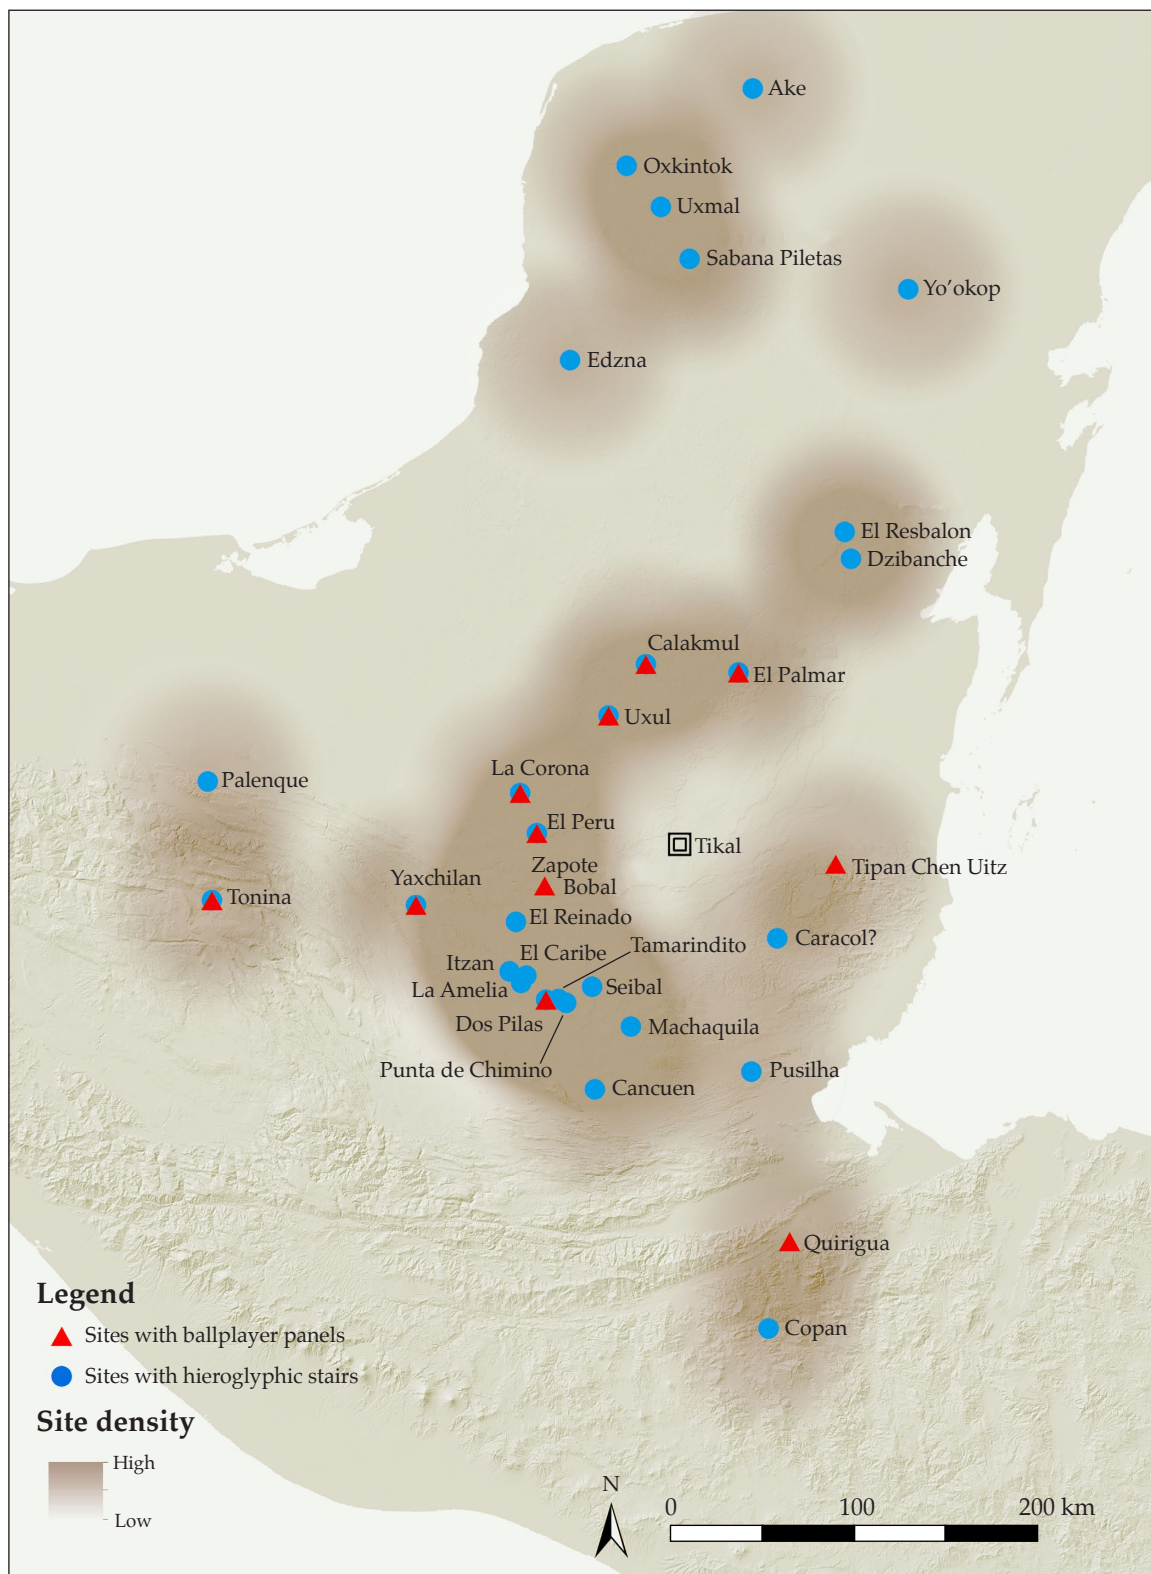 Ake
Oxkintok
Uxmal
Sabana Piletas
Yo’okop
Edzna
El Resbalon
Dzibanche
Calakmul
El Palmar
Uxul
La Corona
Palenque
El Peru
Tikal
Zapote
Bobal
Tipan Chen Uitz
Yaxchilan
Tonina
El Reinado
Caracol?
Tamarindito
El Caribe
Itzan
Seibal
La Amelia
Dos Pilas
Machaquila
Punta de Chimino
Pusilha
Cancuen
Quirigua
Copan
Legend
Sites with ballplayer panels
Sites with hieroglyphic stairs
Site density
High
Low
N
0 100 200 km